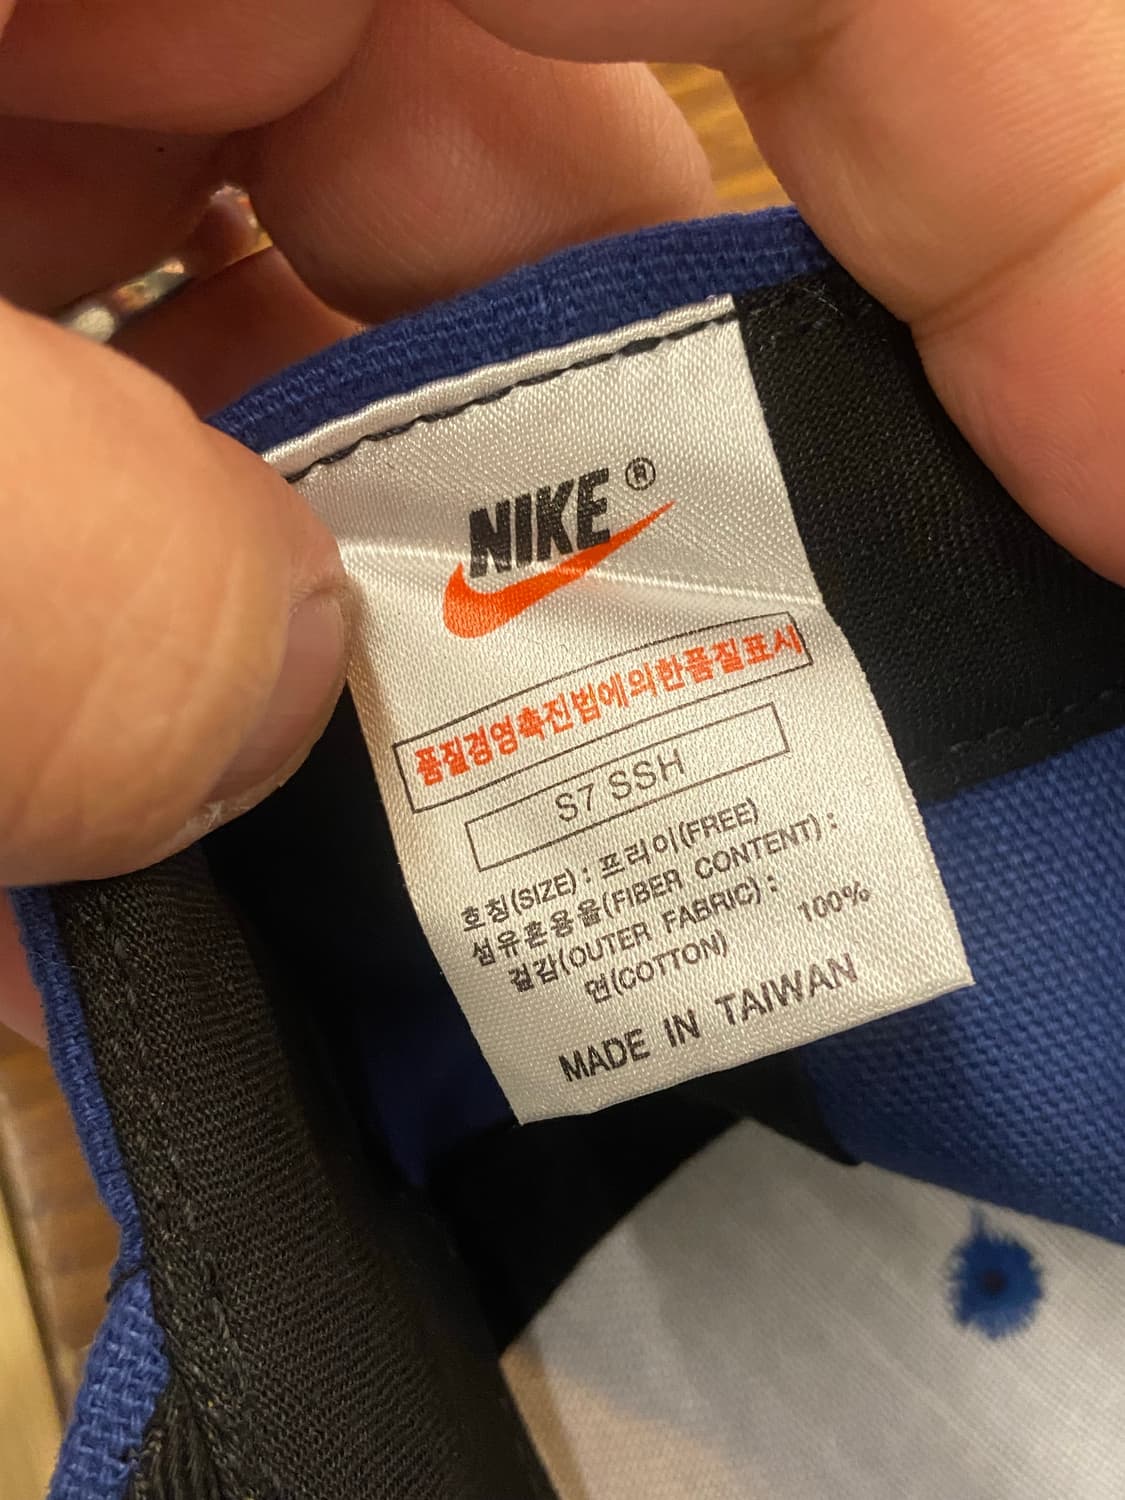 NIKE ®
품질경영촉진법에의한품질표시
S7 SSH
호칭(SIZE) : 프리이(FREE)
섬유혼용율(FIBER CONTENT) :
겉감(OUTER FABRIC) :
면(COTTON) 100%
MADE IN TAIWAN